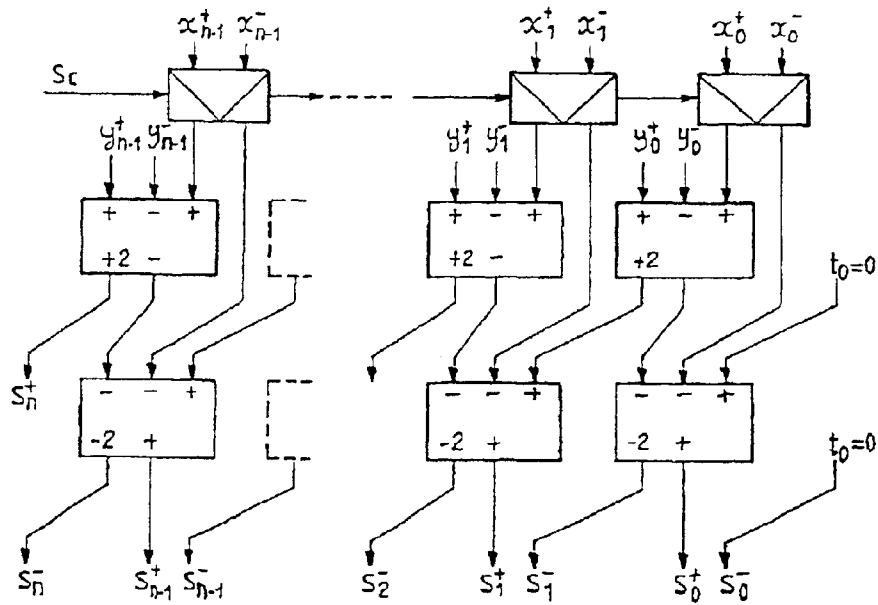 x⁺ₙ₋₁ x⁻ₙ₋₁ x⁺₁ x⁻₁ x⁺₀ x⁻₀
y⁺ₙ₋₁ y⁻ₙ₋₁ y⁺₁ y⁻₁ y⁺₀ y⁻₀
+ − + + − + + − +
+2 − +2 − +2 t₀=0
S⁺ₙ
− − + − − + − − +
-2 + -2 + -2 + t₀=0
S⁻ₙ S⁺ₙ₋₁ S⁻ₙ₋₁ S⁻₂ S⁺₁ S⁻₁ S⁺₀ S⁻₀